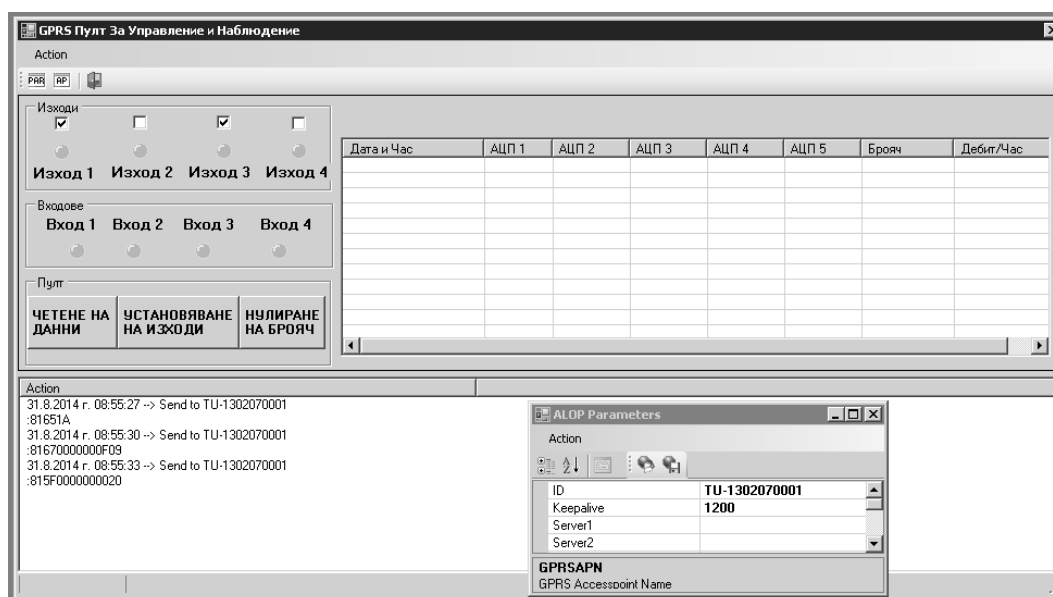 GPRS Пулт За Управление и Наблюдение
Action
PAR AP
Изходи
Изход 1 Изход 2 Изход 3 Изход 4
Входове
Вход 1 Вход 2 Вход 3 Вход 4
Пулт
ЧЕТЕНЕ НА ДАННИ
УСТАНОВЯВАНЕ НА ИЗХОДИ
НУЛИРАНЕ НА БРОЯЧ
Дата и Час АЦП 1 АЦП 2 АЦП 3 АЦП 4 АЦП 5 Брояч Дебит/Час
Action
31.8.2014 г. 08:55:27 --> Send to TU-1302070001
:81651A
31.8.2014 г. 08:55:30 --> Send to TU-1302070001
:81670000000F09
31.8.2014 г. 08:55:33 --> Send to TU-1302070001
:815F0000000020
ALOP Parameters
Action
ID TU-1302070001
Keepalive 1200
Server1
Server2
GPRSAPN
GPRS Accesspoint Name